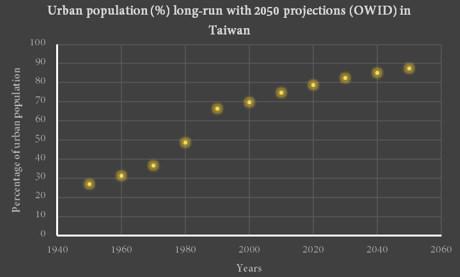 Urban population (%) long-run with 2050 projections (OWID) in
Taiwan
Percentage of urban population
100
90
80
70
60
50
40
30
20
10
0
1940 1960 1980 2000 2020 2040 2060
Years